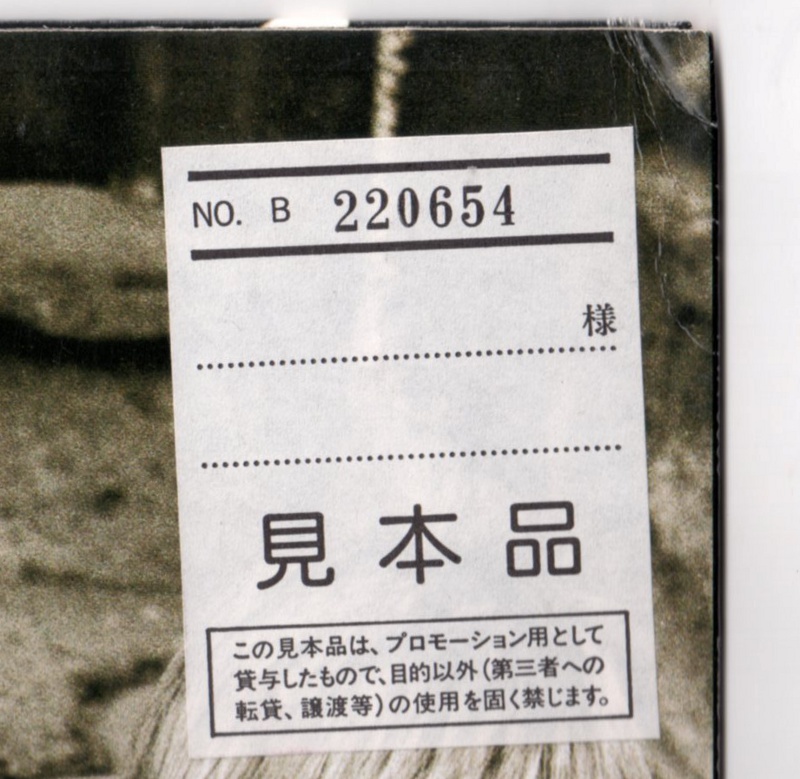 NO. B 220654
様
見本品
この見本品は、プロモーション用として
貸与したもので、目的以外(第三者への
転貸、譲渡等)の使用を固く禁じます。